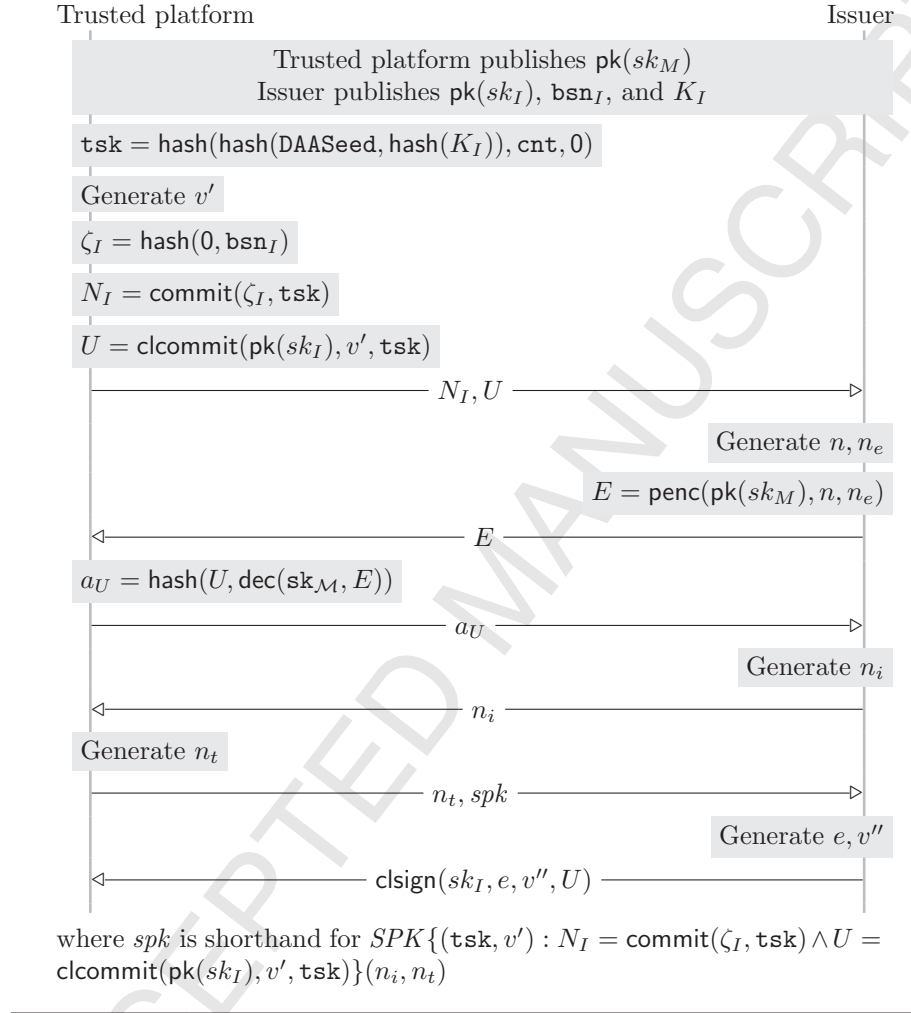 Trusted platform
Issuer
Trusted platform publishes pk(sk_M)
Issuer publishes pk(sk_I), bsn_I, and K_I
tsk = hash(hash(DAASeed, hash(K_I)), cnt, 0)
Generate v′
ζ_I = hash(0, bsn_I)
N_I = commit(ζ_I, tsk)
U = clcommit(pk(sk_I), v′, tsk)
N_I, U
Generate n, n_e
E = penc(pk(sk_M), n, n_e)
E
a_U = hash(U, dec(sk_ℳ, E))
a_U
Generate n_i
n_i
Generate n_t
n_t, spk
Generate e, v″
clsign(sk_I, e, v″, U)
where spk is shorthand for SPK{(tsk, v′) : N_I = commit(ζ_I, tsk) ∧ U =
clcommit(pk(sk_I), v′, tsk)}(n_i, n_t)
CEPTED MANUSCRIP